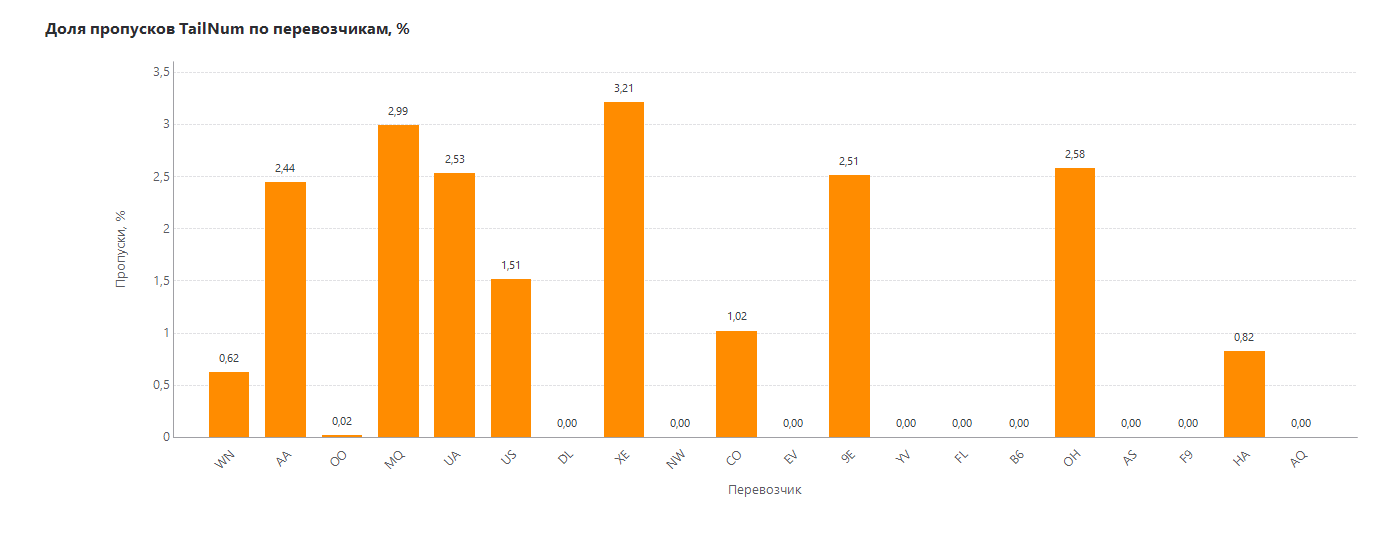 Доля пропусков TailNum по перевозчикам, %
Пропуски, %
3,5
3
2,5
2
1,5
1
0,5
0
0,62
2,44
0,02
2,99
2,53
1,51
0,00
3,21
0,00
1,02
0,00
2,51
0,00
0,00
0,00
2,58
0,00
0,00
0,82
0,00
WN
AA
OO
MQ
UA
US
DL
XE
NW
CO
EV
9E
YV
FL
B6
OH
AS
F9
HA
AQ
Перевозчик